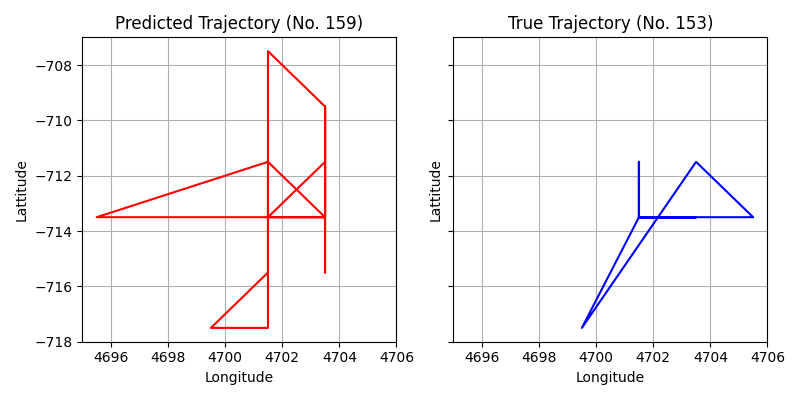 Predicted Trajectory (No. 159)
Lattitude
−708
−710
−712
−714
−716
−718
4696 4698 4700 4702 4704 4706
Longitude
True Trajectory (No. 153)
Lattitude
4696 4698 4700 4702 4704 4706
Longitude